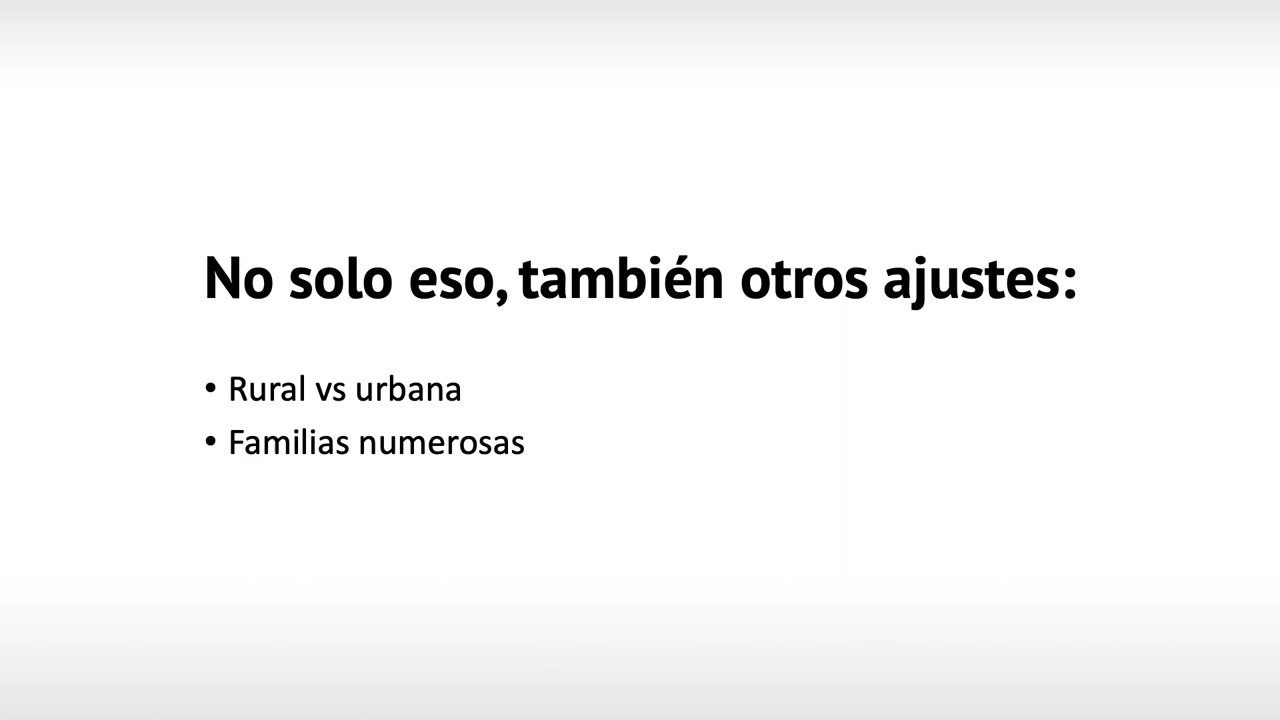 No solo eso, también otros ajustes:
• Rural vs urbana
• Familias numerosas